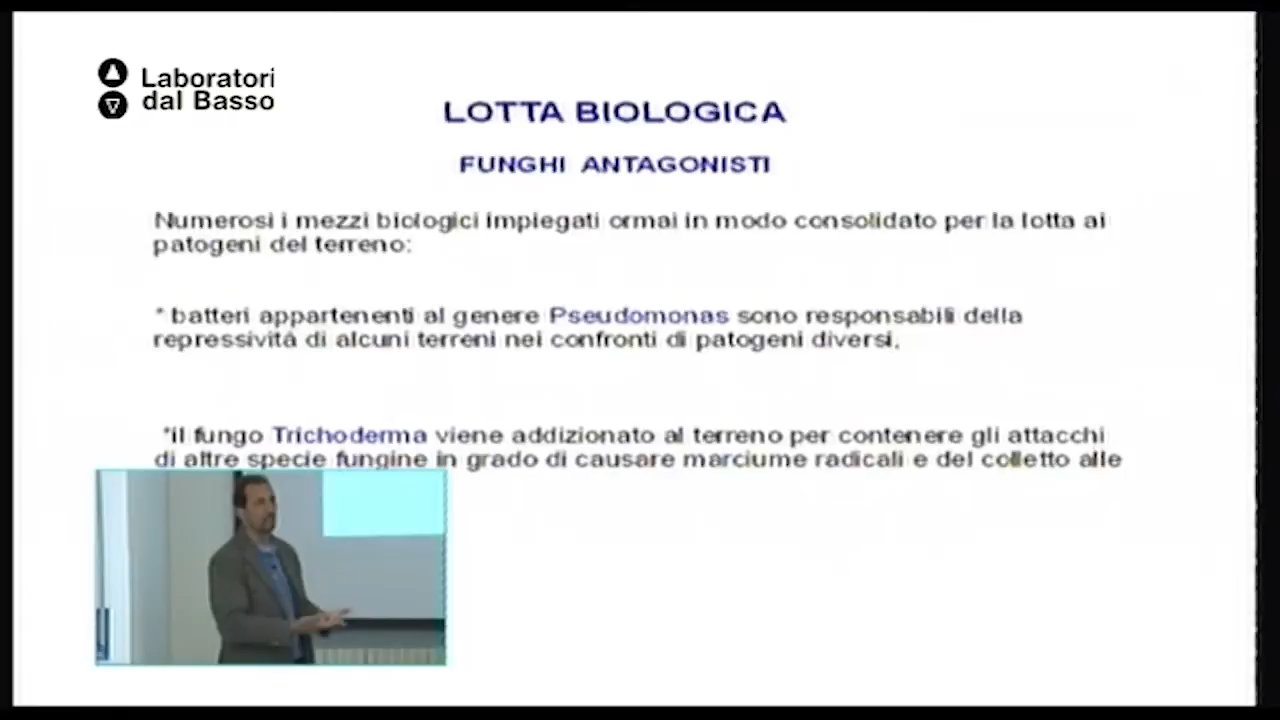 Laboratori
dal Basso
LOTTA BIOLOGICA
FUNGHI ANTAGONISTI
Numerosi i mezzi biologici impiegati ormai in modo consolidato per la lotta ai
patogeni del terreno:
* batteri appartenenti al genere Pseudomonas sono responsabili della
repressività di alcuni terreni nei confronti di patogeni diversi,
*il fungo Trichoderma viene addizionato al terreno per contenere gli attacchi
di altre specie fungine in grado di causare marciume radicali e del colletto alle